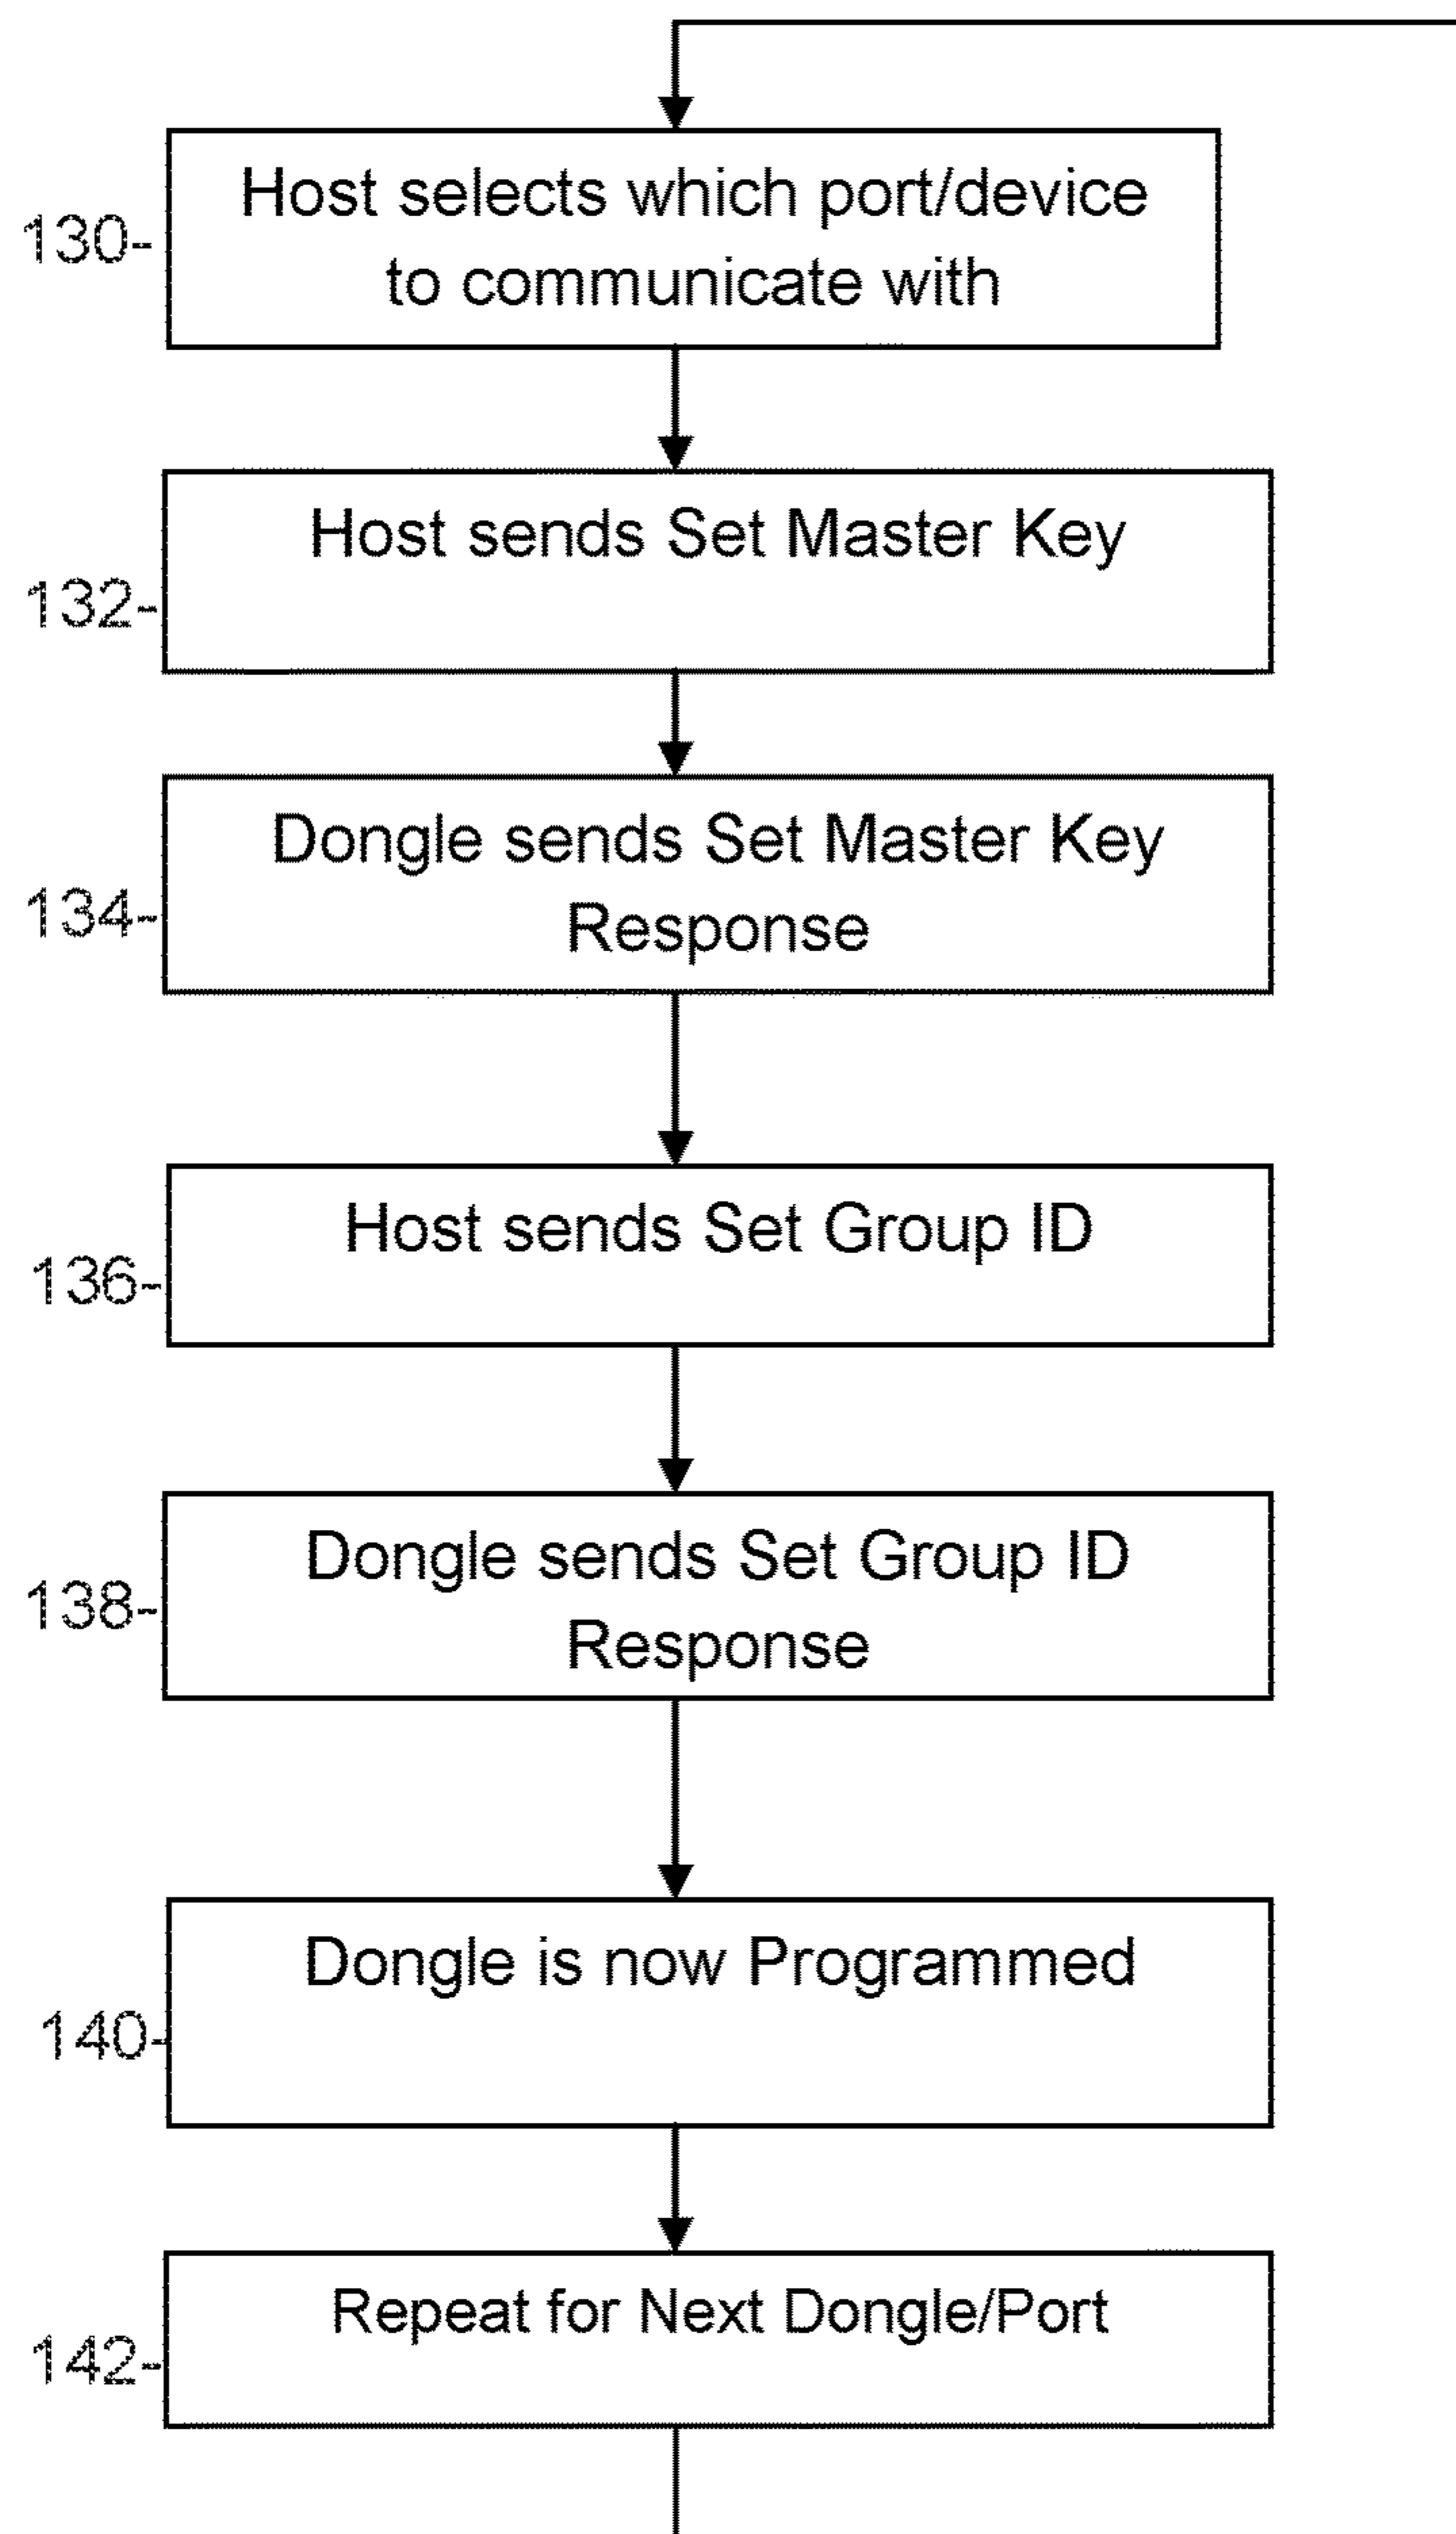 Host selects which port/device
130-
to communicate with
Host sends Set Master Key
132-
Dongle sends Set Master Key
134-
Response
Host sends Set Group ID
136-
Dongle sends Set Group ID
138-
Response
Dongle is now Programmed
140-
Repeat for Next Dongle/Port
142-